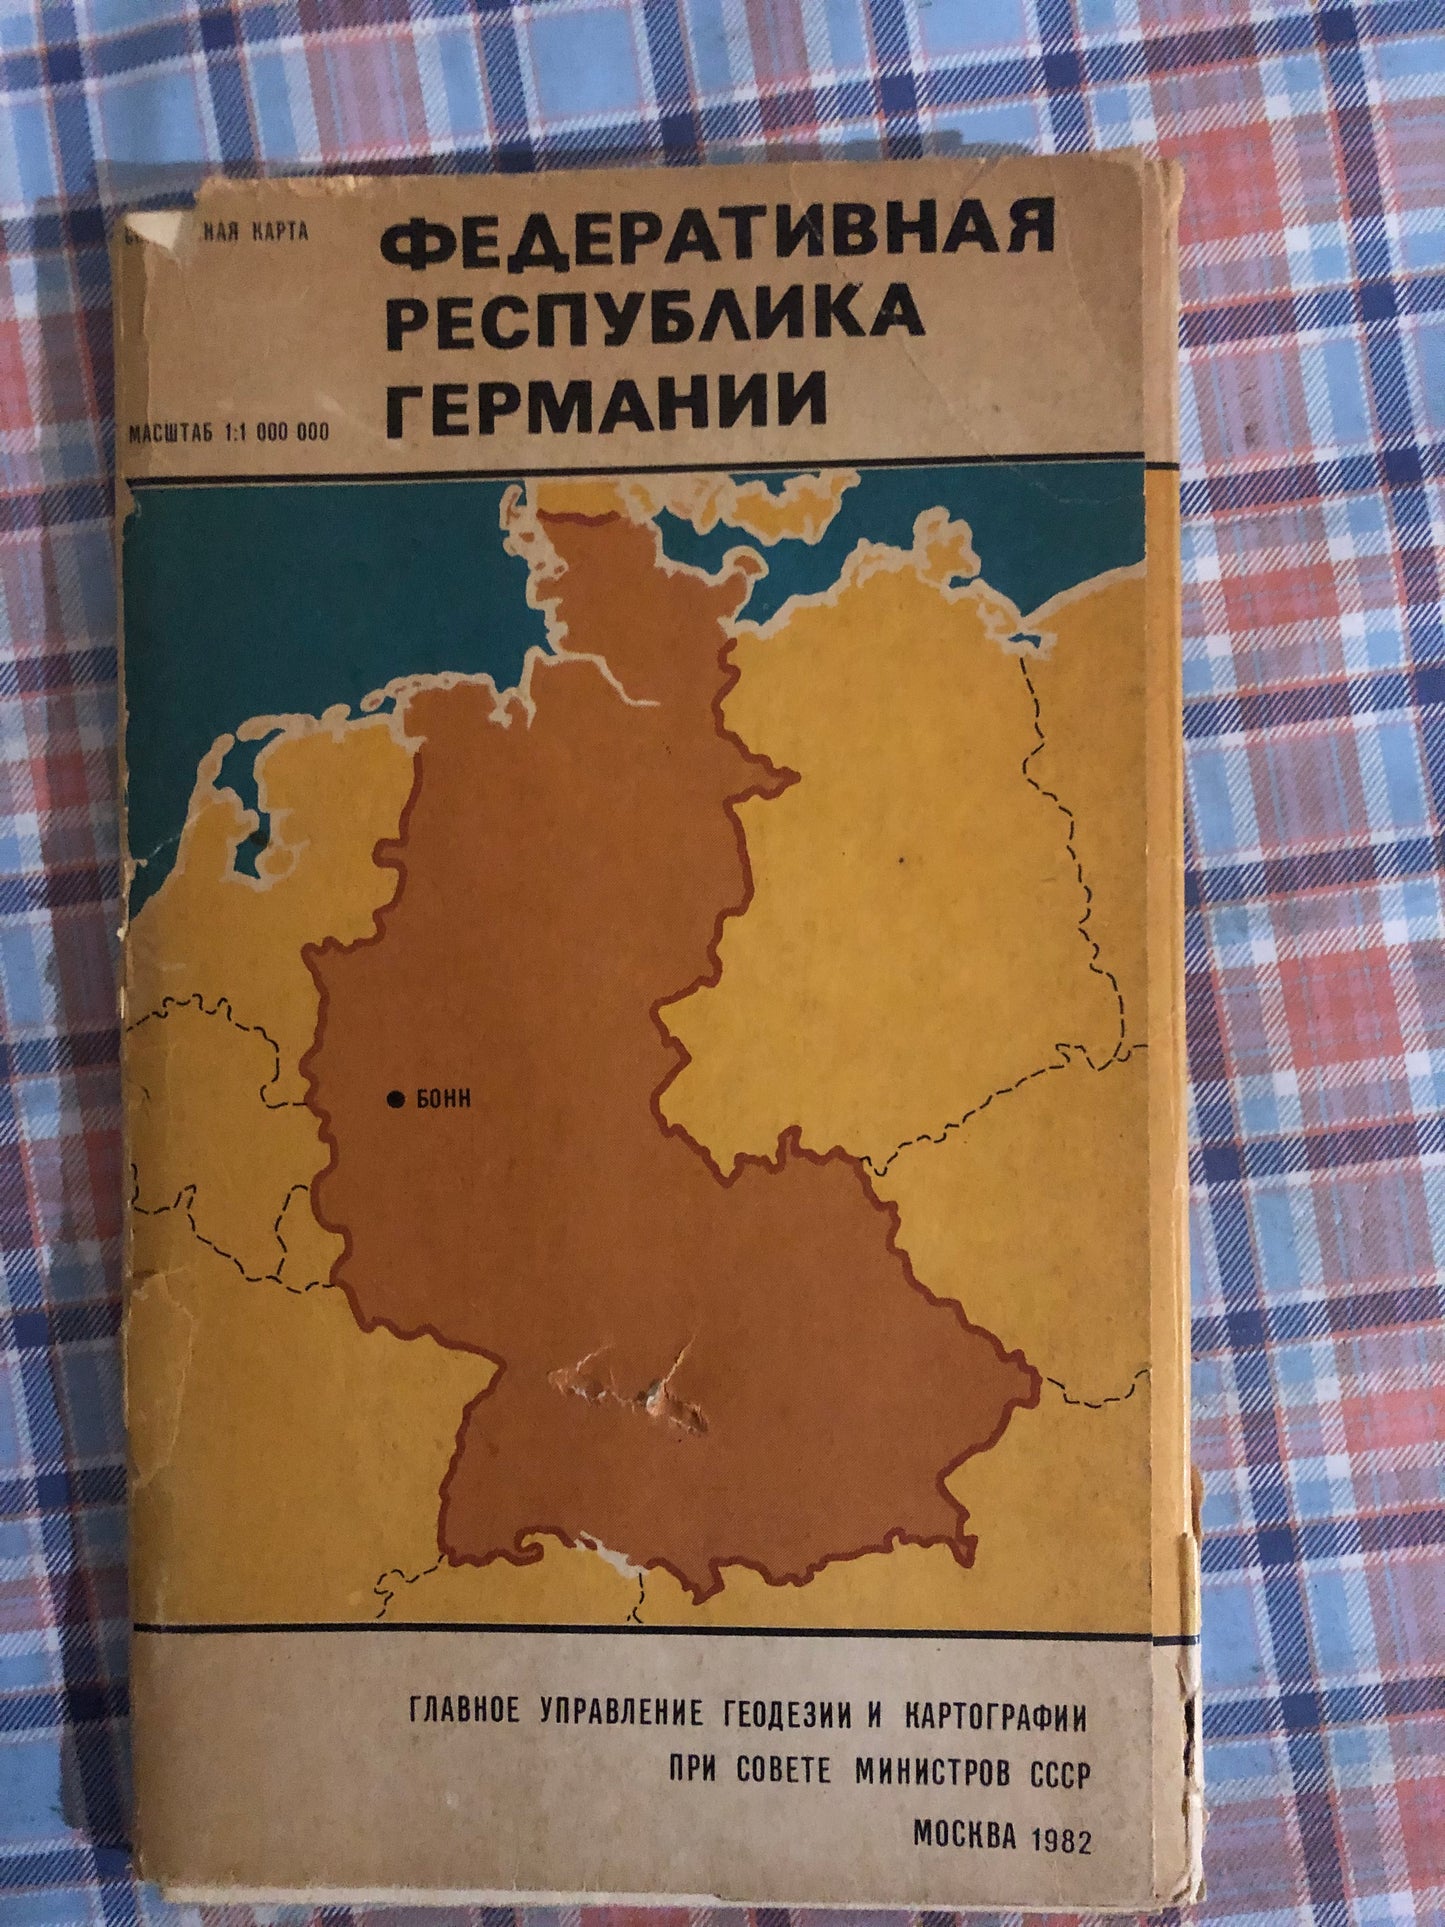 КАРТА
ФЕДЕРАТИВНАЯ
РЕСПУБЛИКА
ГЕРМАНИИ
МАСШТАБ 1:1 000 000
БОНН
ГЛАВНОЕ УПРАВЛЕНИЕ ГЕОДЕЗИИ И КАРТОГРАФИИ
ПРИ СОВЕТЕ МИНИСТРОВ СССР
МОСКВА 1982